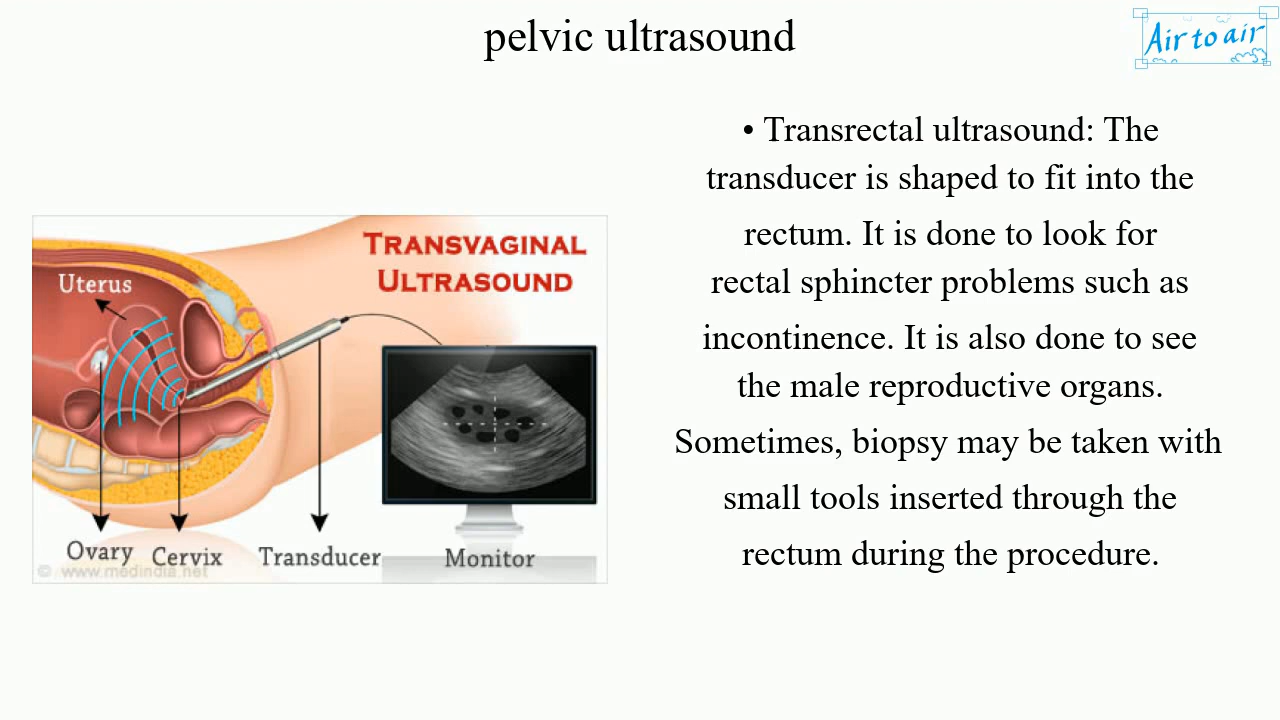 pelvic ultrasound
Air to air
• Transrectal ultrasound: The
transducer is shaped to fit into the
rectum. It is done to look for
rectal sphincter problems such as
incontinence. It is also done to see
the male reproductive organs.
Sometimes, biopsy may be taken with
small tools inserted through the
rectum during the procedure.
TRANSVAGINAL
ULTRASOUND
Uterus
Ovary Cervix Transducer Monitor
© www.medindia.net